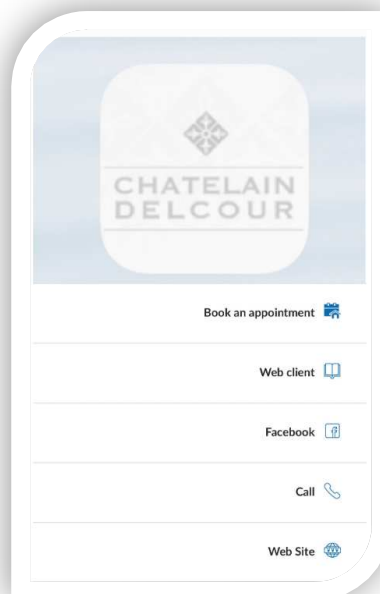 CHATELAIN
DELCOUR
Book an appointment
Web client
Facebook
Call
Web Site